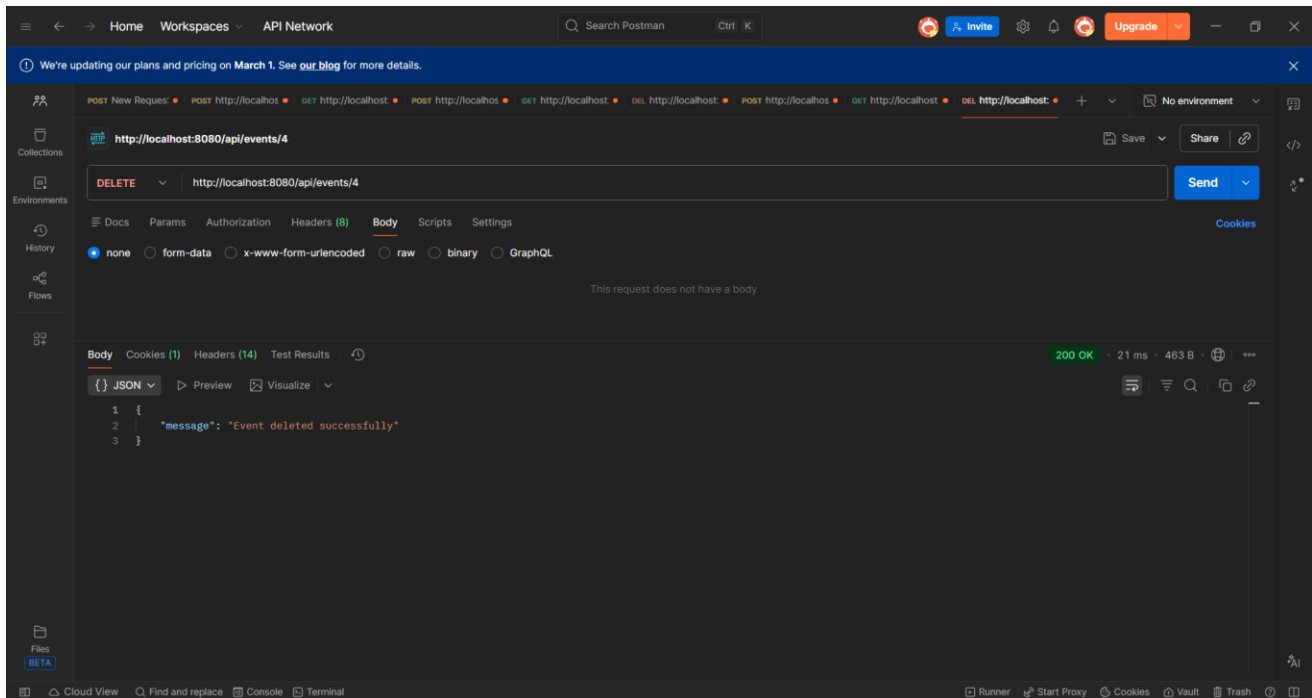 Home Workspaces API Network Search Postman Ctrl K Invite Upgrade
We're updating our plans and pricing on March 1. See our blog for more details.
POST New Reques POST http://localhos GET http://localhost: POST http://localhos GET http://localhost: DEL http://localhost: POST http://localhos GET http://localhost DEL http://localhost: No environment
HTTP http://localhost:8080/api/events/4 Save Share
Collections
DELETE http://localhost:8080/api/events/4 Send
Environments
Docs Params Authorization Headers (8) Body Scripts Settings Cookies
History
none form-data x-www-form-urlencoded raw binary GraphQL
This request does not have a body
Flows
Body Cookies (1) Headers (14) Test Results 200 OK 21 ms 463 B
{} JSON Preview Visualize
1 {
2 "message": "Event deleted successfully"
3 }
Files
BETA
AI
Cloud View Find and replace Console Terminal Runner Start Proxy Cookies Vault Trash